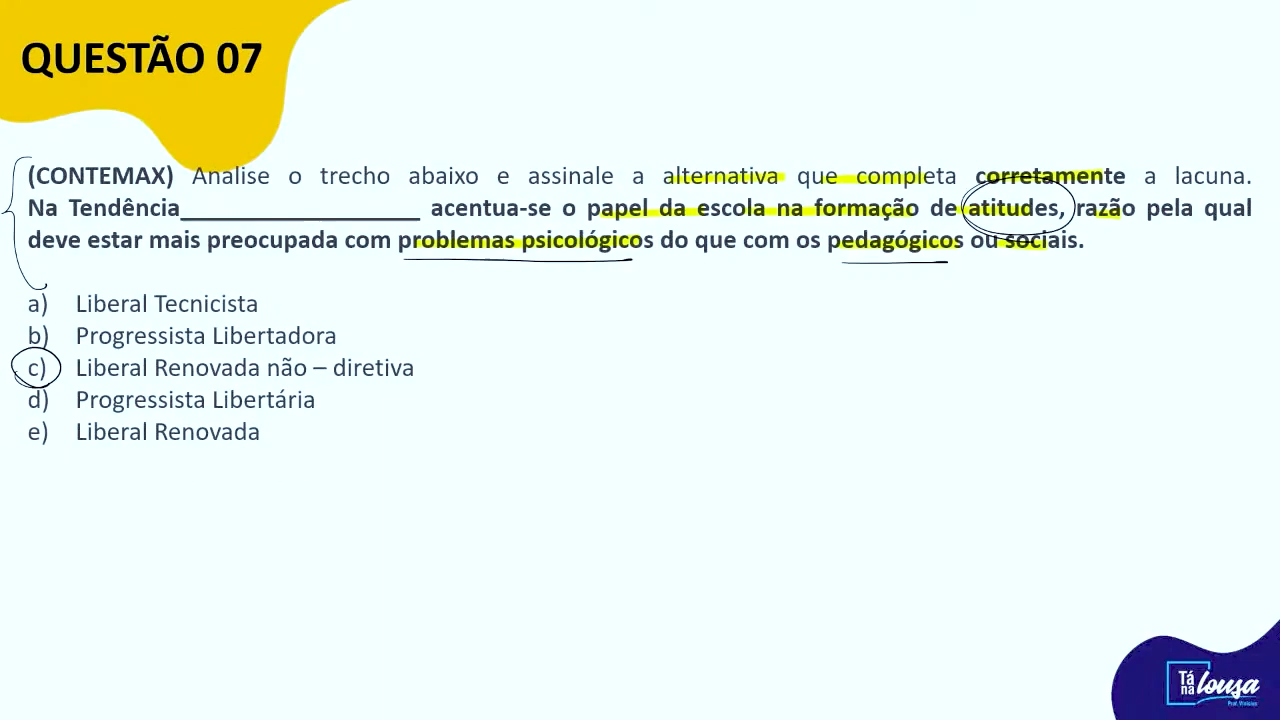 QUESTÃO 07
(CONTEMAX) Analise o trecho abaixo e assinale a alternativa que completa corretamente a lacuna.
Na Tendência____________________ acentua-se o papel da escola na formação de atitudes, razão pela qual
deve estar mais preocupada com problemas psicológicos do que com os pedagógicos ou sociais.
a) Liberal Tecnicista
b) Progressista Libertadora
c) Liberal Renovada não – diretiva
d) Progressista Libertária
e) Liberal Renovada
Tá na lousa
Prof. Vinicius